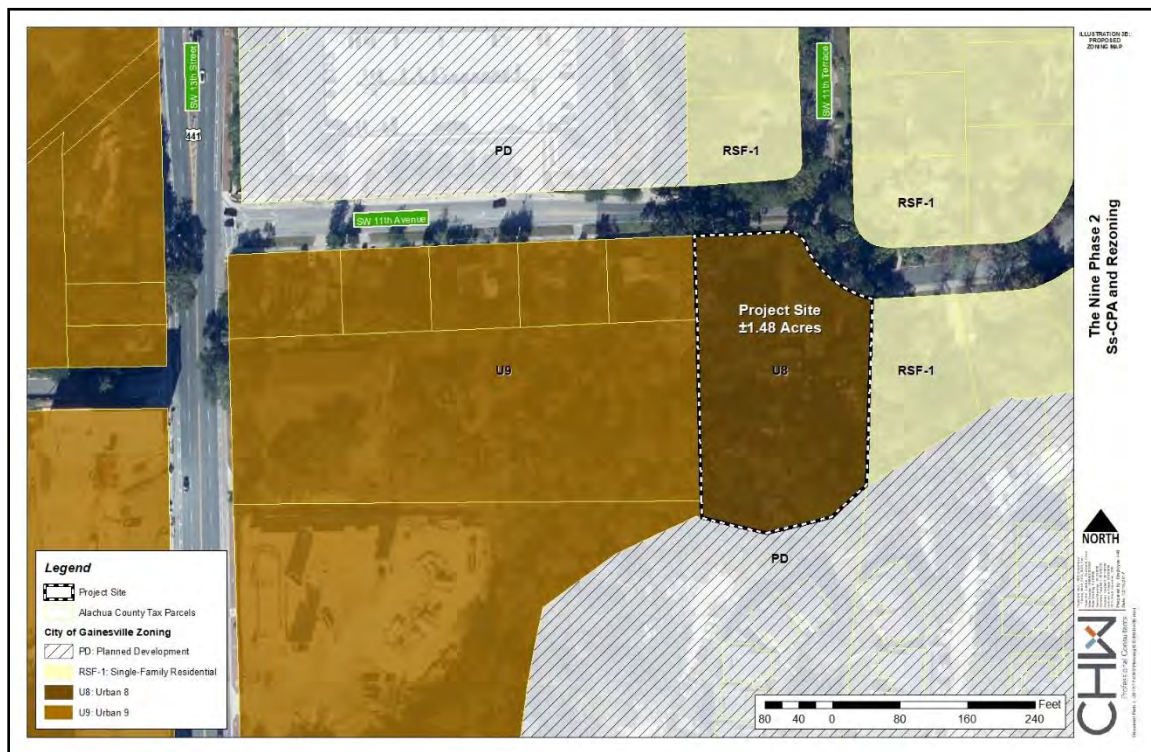 ILLUSTRATION 3E:
PROPOSED
ZONING MAP
SW 13th Street
441
SW 11th Terrace
PD
RSF-1
RSF-1
SW 11th Avenue
Project Site
±1.48 Acres
U9
U8
RSF-1
PD
The Nine Phase 2
Ss-CPA and Rezoning
NORTH
Legend
Project Site
Alachua County Tax Parcels
City of Gainesville Zoning
PD: Planned Development
RSF-1: Single-Family Residential
U8: Urban 8
U9: Urban 9
Feet
80 40 0 80 160 240
CHW
Professional Consultants